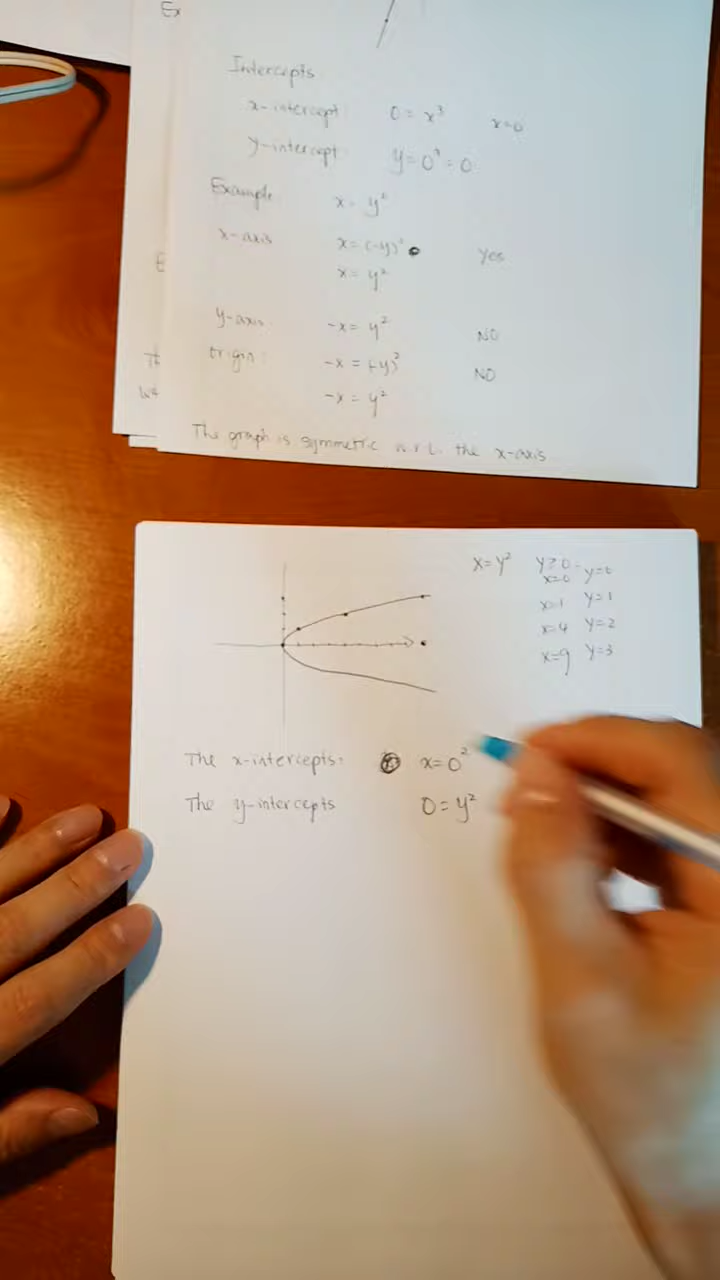 Ex
Intercepts
x-intercept: 0 = x³ x=0
y-intercept: y=0³=0
Example x = y²
x-axis x = (-y)² Yes
x = y²
y-axis: -x = y² NO
-x = (-y)² NO
-x = y²
The graph is symmetric w.r.t. the x-axis
x=y² y≥0
x=0 y=0
x=1 y=1
x=4 y=2
x=9 y=3
The x-intercepts: x=0²
The y-intercepts 0=y²